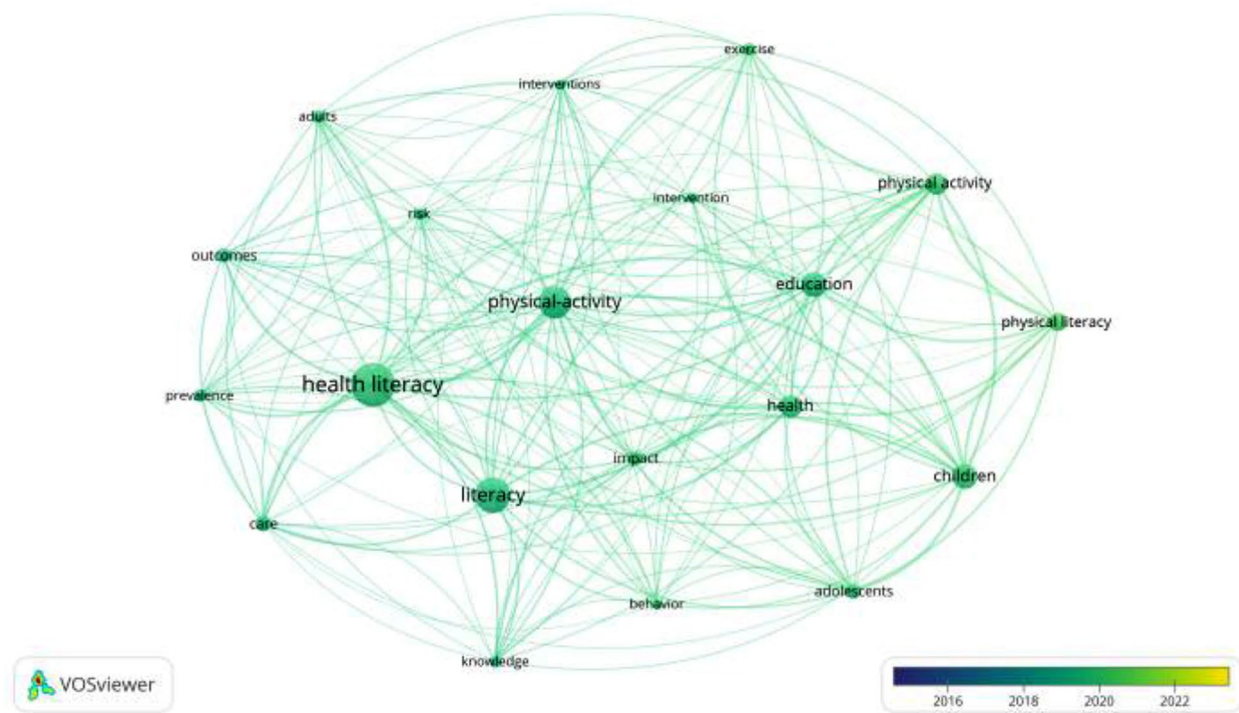 exercise
interventions
adults
physical activity
intervention
risk
outcomes
education
physical-activity
physical literacy
health literacy
prevalence
health
impact
children
literacy
care
adolescents
behavior
knowledge
VOSviewer
2016 2018 2020 2022